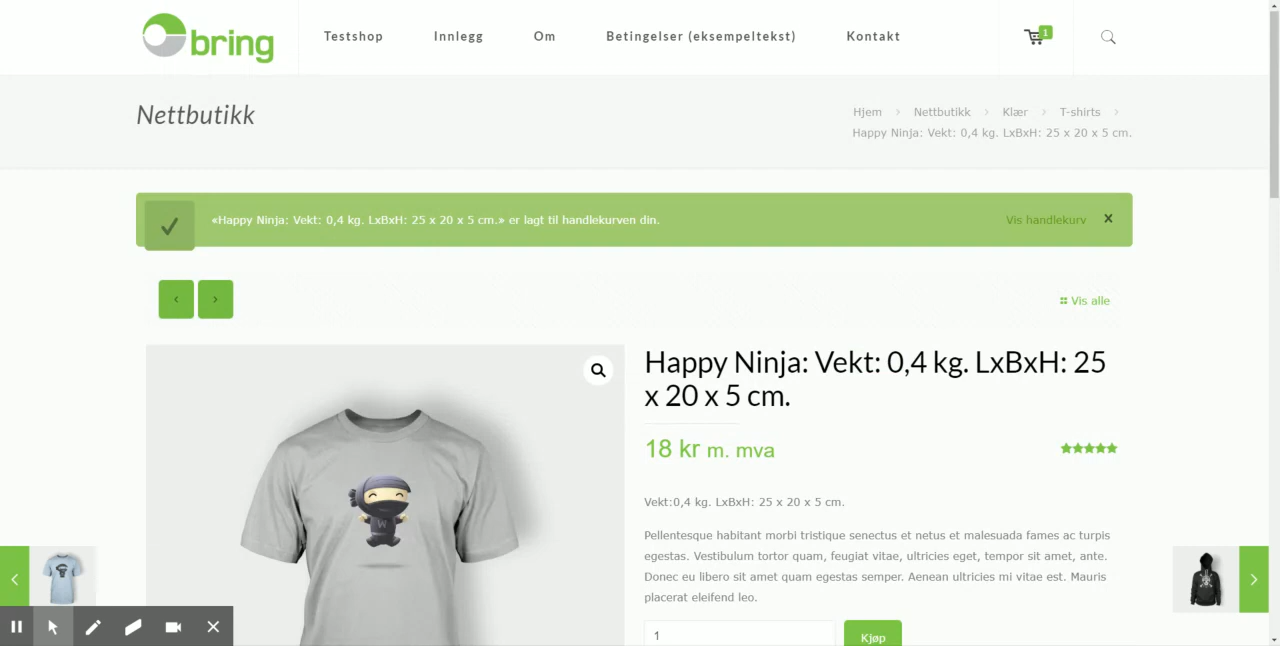 bring
Testshop
Innlegg
Om
Betingelser (eksempeltekst)
Kontakt
1
Nettbutikk
Hjem > Nettbutikk > Klær > T-shirts >
Happy Ninja: Vekt: 0,4 kg. LxBxH: 25 x 20 x 5 cm.
«Happy Ninja: Vekt: 0,4 kg. LxBxH: 25 x 20 x 5 cm.» er lagt til handlekurven din.
Vis handlekurv
Vis alle
Happy Ninja: Vekt: 0,4 kg. LxBxH: 25
x 20 x 5 cm.
18 kr m. mva
Vekt:0,4 kg. LxBxH: 25 x 20 x 5 cm.
Pellentesque habitant morbi tristique senectus et netus et malesuada fames ac turpis
egestas. Vestibulum tortor quam, feugiat vitae, ultricies eget, tempor sit amet, ante.
Donec eu libero sit amet quam egestas semper. Aenean ultricies mi vitae est. Mauris
placerat eleifend leo.
1
Kjøp
W